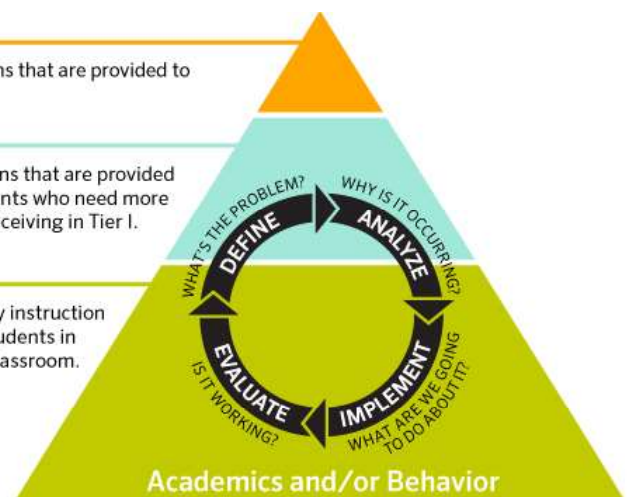 ns that are provided to
ns that are provided
nts who need more
ceiving in Tier I.
y instruction
udents in
assroom.
WHAT'S THE PROBLEM?
DEFINE
WHY IS IT OCCURRING?
ANALYZE
IMPLEMENT
WHAT ARE WE GOING
TO DO ABOUT IT?
EVALUATE
IS IT WORKING?
Academics and/or Behavior